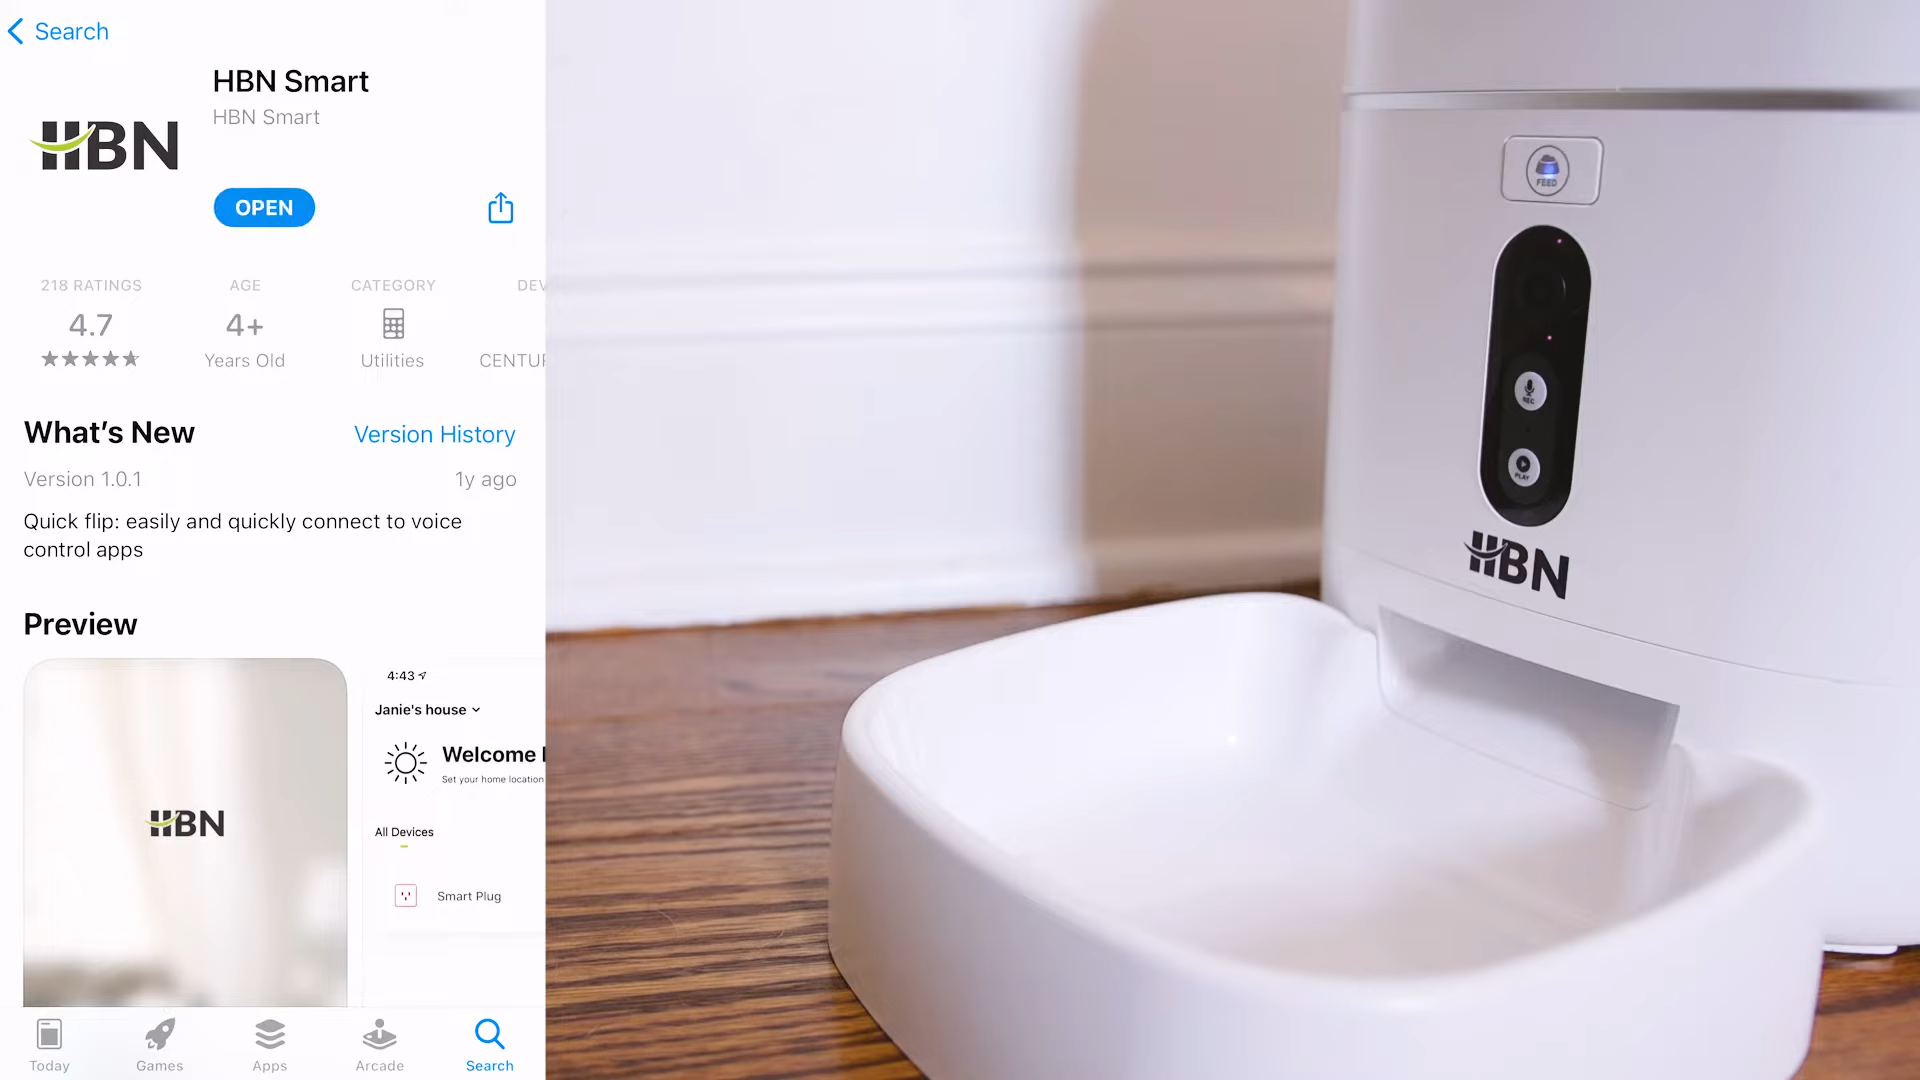 Search
HBN Smart
HBN Smart
HBN
OPEN
218 RATINGS
AGE
CATEGORY
DEV
4.7
4+
Years Old
Utilities
CENTUR
What's New
Version History
Version 1.0.1
1y ago
Quick flip: easily and quickly connect to voice
control apps
Preview
HBN
4:43
Janie's house
Welcome
Set your home location
All Devices
Smart Plug
Today
Games
Apps
Arcade
Search
FEED
REC
PLAY
HBN